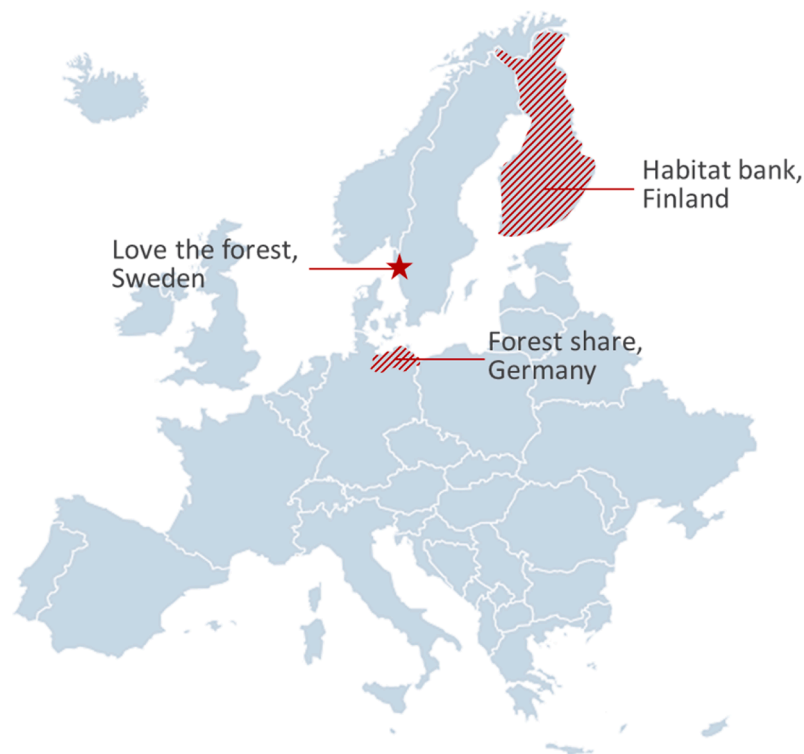 Habitat bank,
Finland
Love the forest,
Sweden
Forest share,
Germany